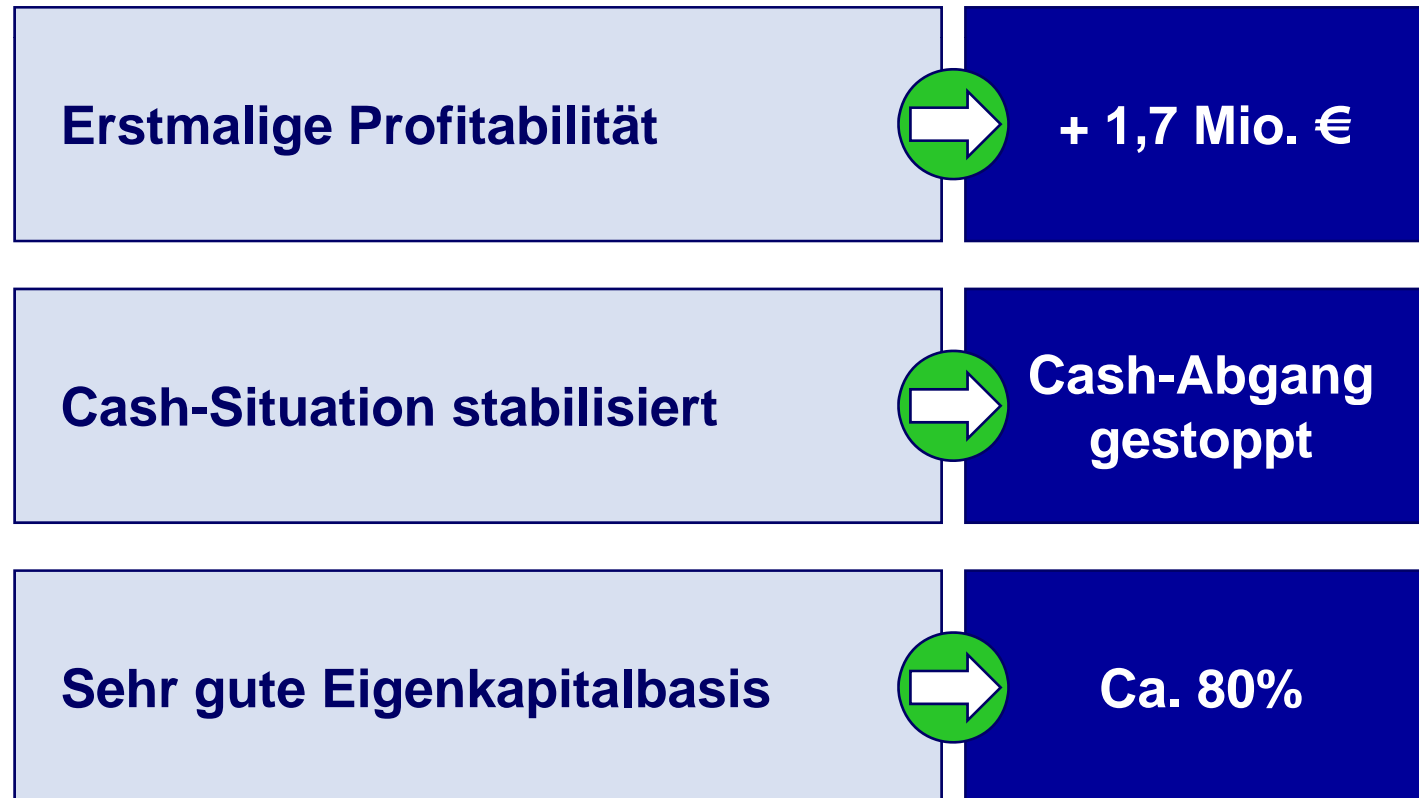 Erstmalige Profitabilität
+ 1,7 Mio. €
Cash-Situation stabilisiert
Cash-Abgang
gestoppt
Sehr gute Eigenkapitalbasis
Ca. 80%